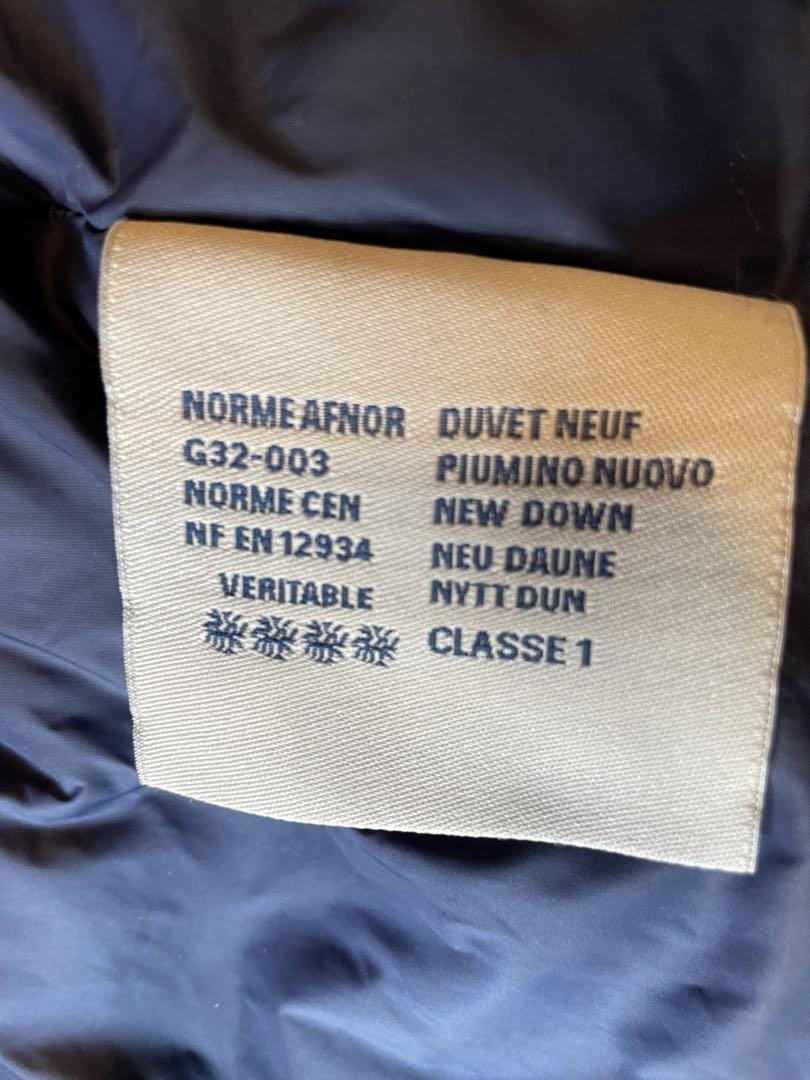 NORME AFNOR
G32-003
NORME CEN
NF EN 12934
VERITABLE
DUVET NEUF
PIUMINO NUOVO
NEW DOWN
NEU DAUNE
NYTT DUN
CLASSE 1